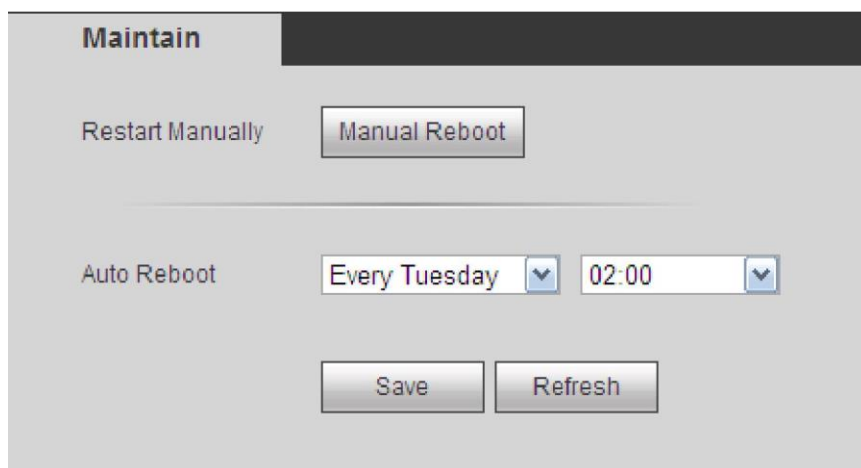 Maintain
Restart Manually Manual Reboot
Auto Reboot Every Tuesday 02:00
Save Refresh